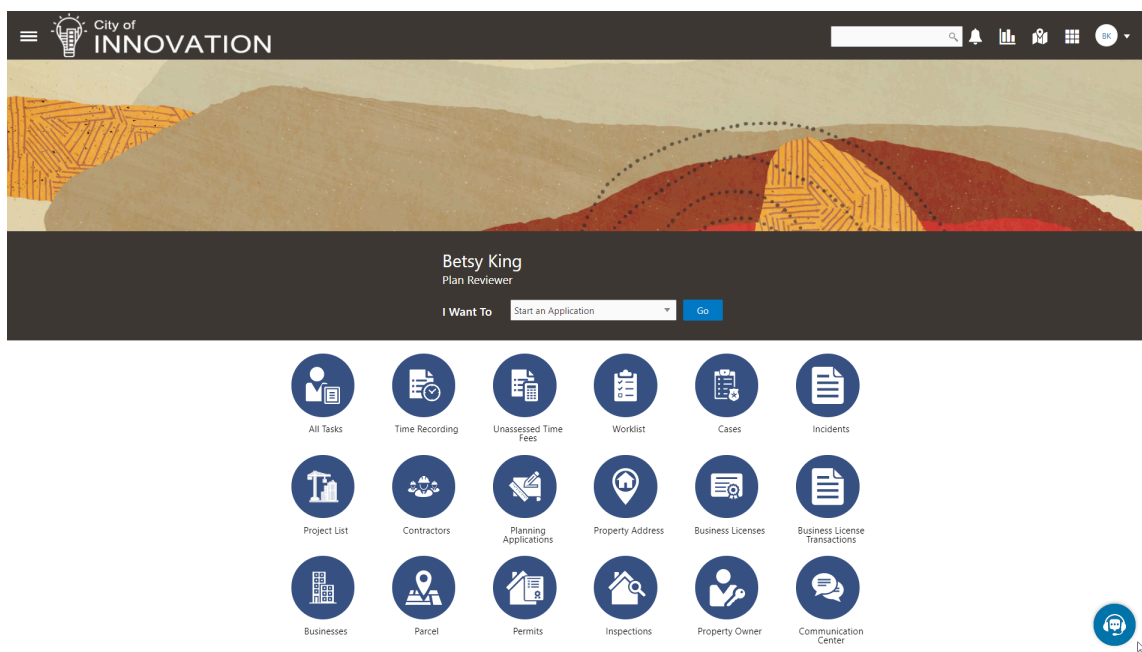 City of
INNOVATION
BK
Betsy King
Plan Reviewer
I Want To Start an Application Go
All Tasks Time Recording Unassessed Time Fees Worklist Cases Incidents
Project List Contractors Planning Applications Property Address Business Licenses Business License Transactions
Businesses Parcel Permits Inspections Property Owner Communication Center